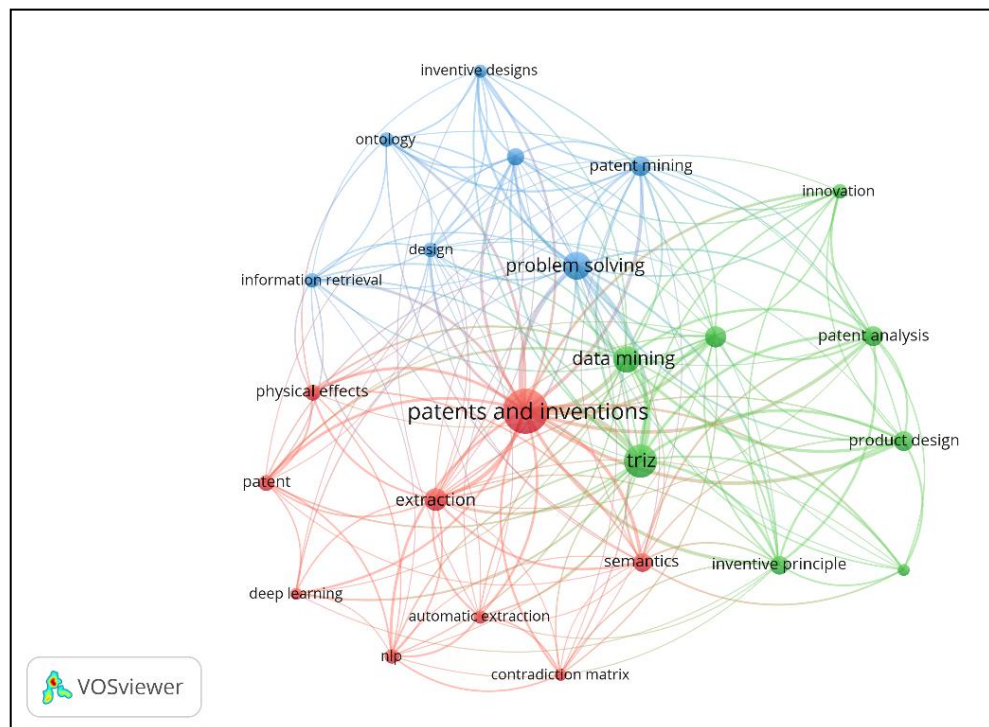 inventive designs
ontology
patent mining
innovation
design
problem solving
information retrieval
patent analysis
data mining
physical effects
patents and inventions
product design
triz
patent
extraction
semantics
inventive principle
deep learning
automatic extraction
nlp
contradiction matrix
VOSviewer